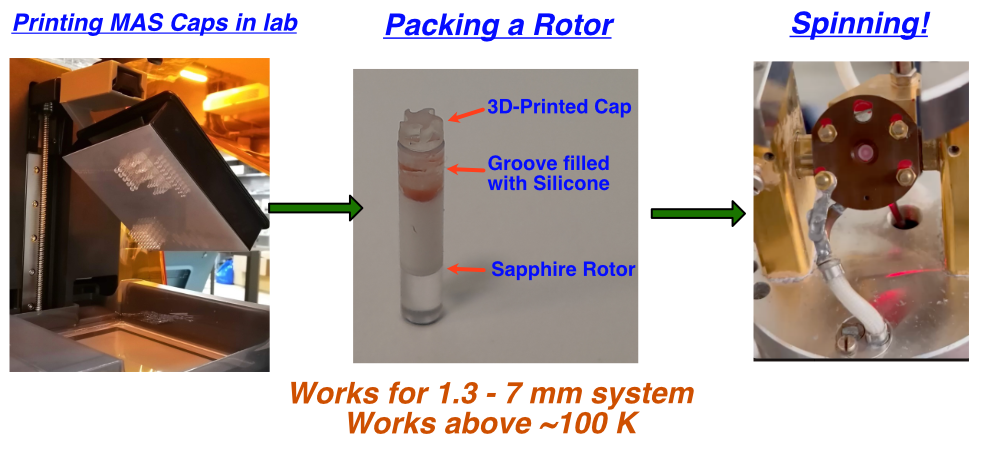 Printing MAS Caps in lab
Packing a Rotor
Spinning!
3D-Printed Cap
Groove filled
with Silicone
Sapphire Rotor
Works for 1.3 - 7 mm system
Works above ~100 K